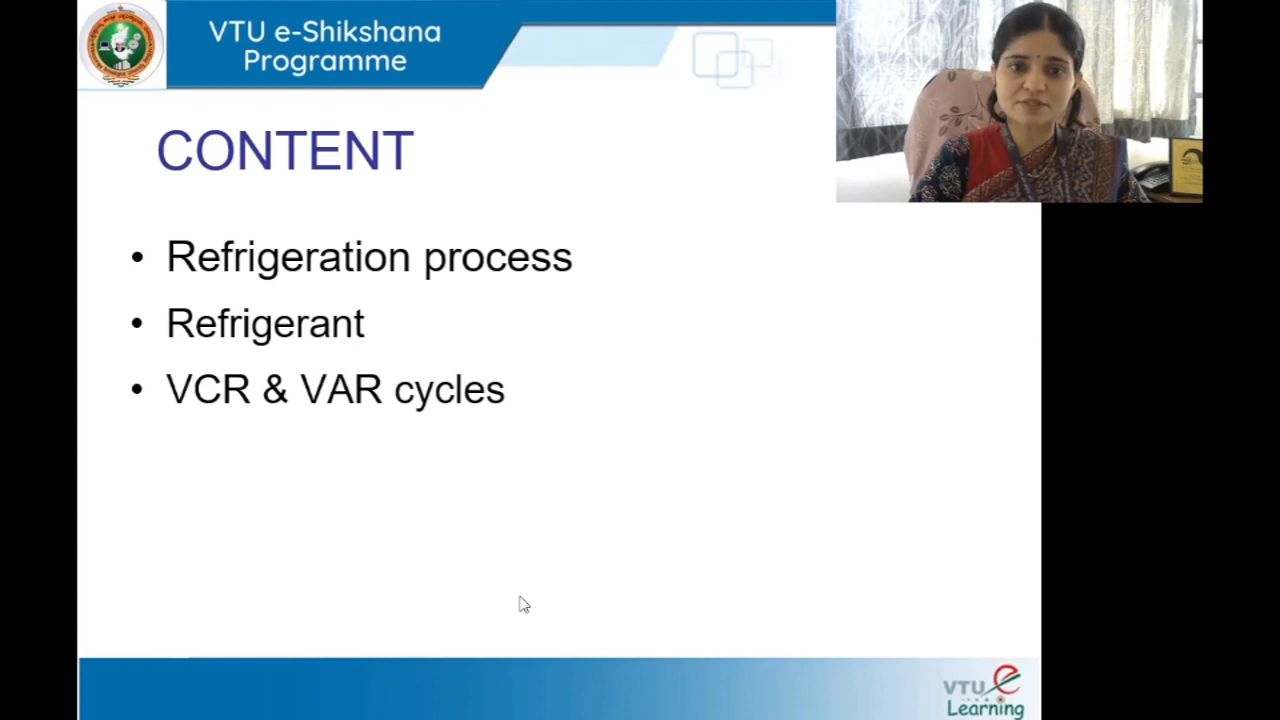 VTU e-Shikshana
Programme
CONTENT
• Refrigeration process
• Refrigerant
• VCR & VAR cycles
VTU e
Learning